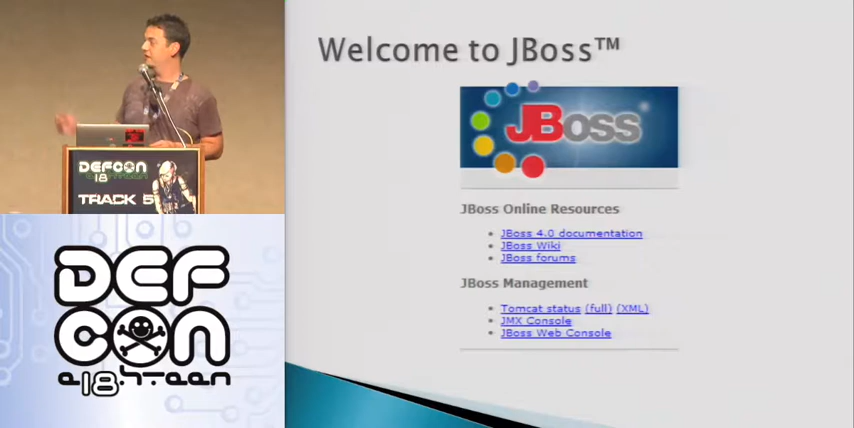 DEFCON
18
TRACK 5
DEF
CON
e18hteen
Welcome to JBoss™
JBoss
JBoss Online Resources
JBoss 4.0 documentation
JBoss Wiki
JBoss forums
JBoss Management
Tomcat status (full) (XML)
JMX Console
JBoss Web Console